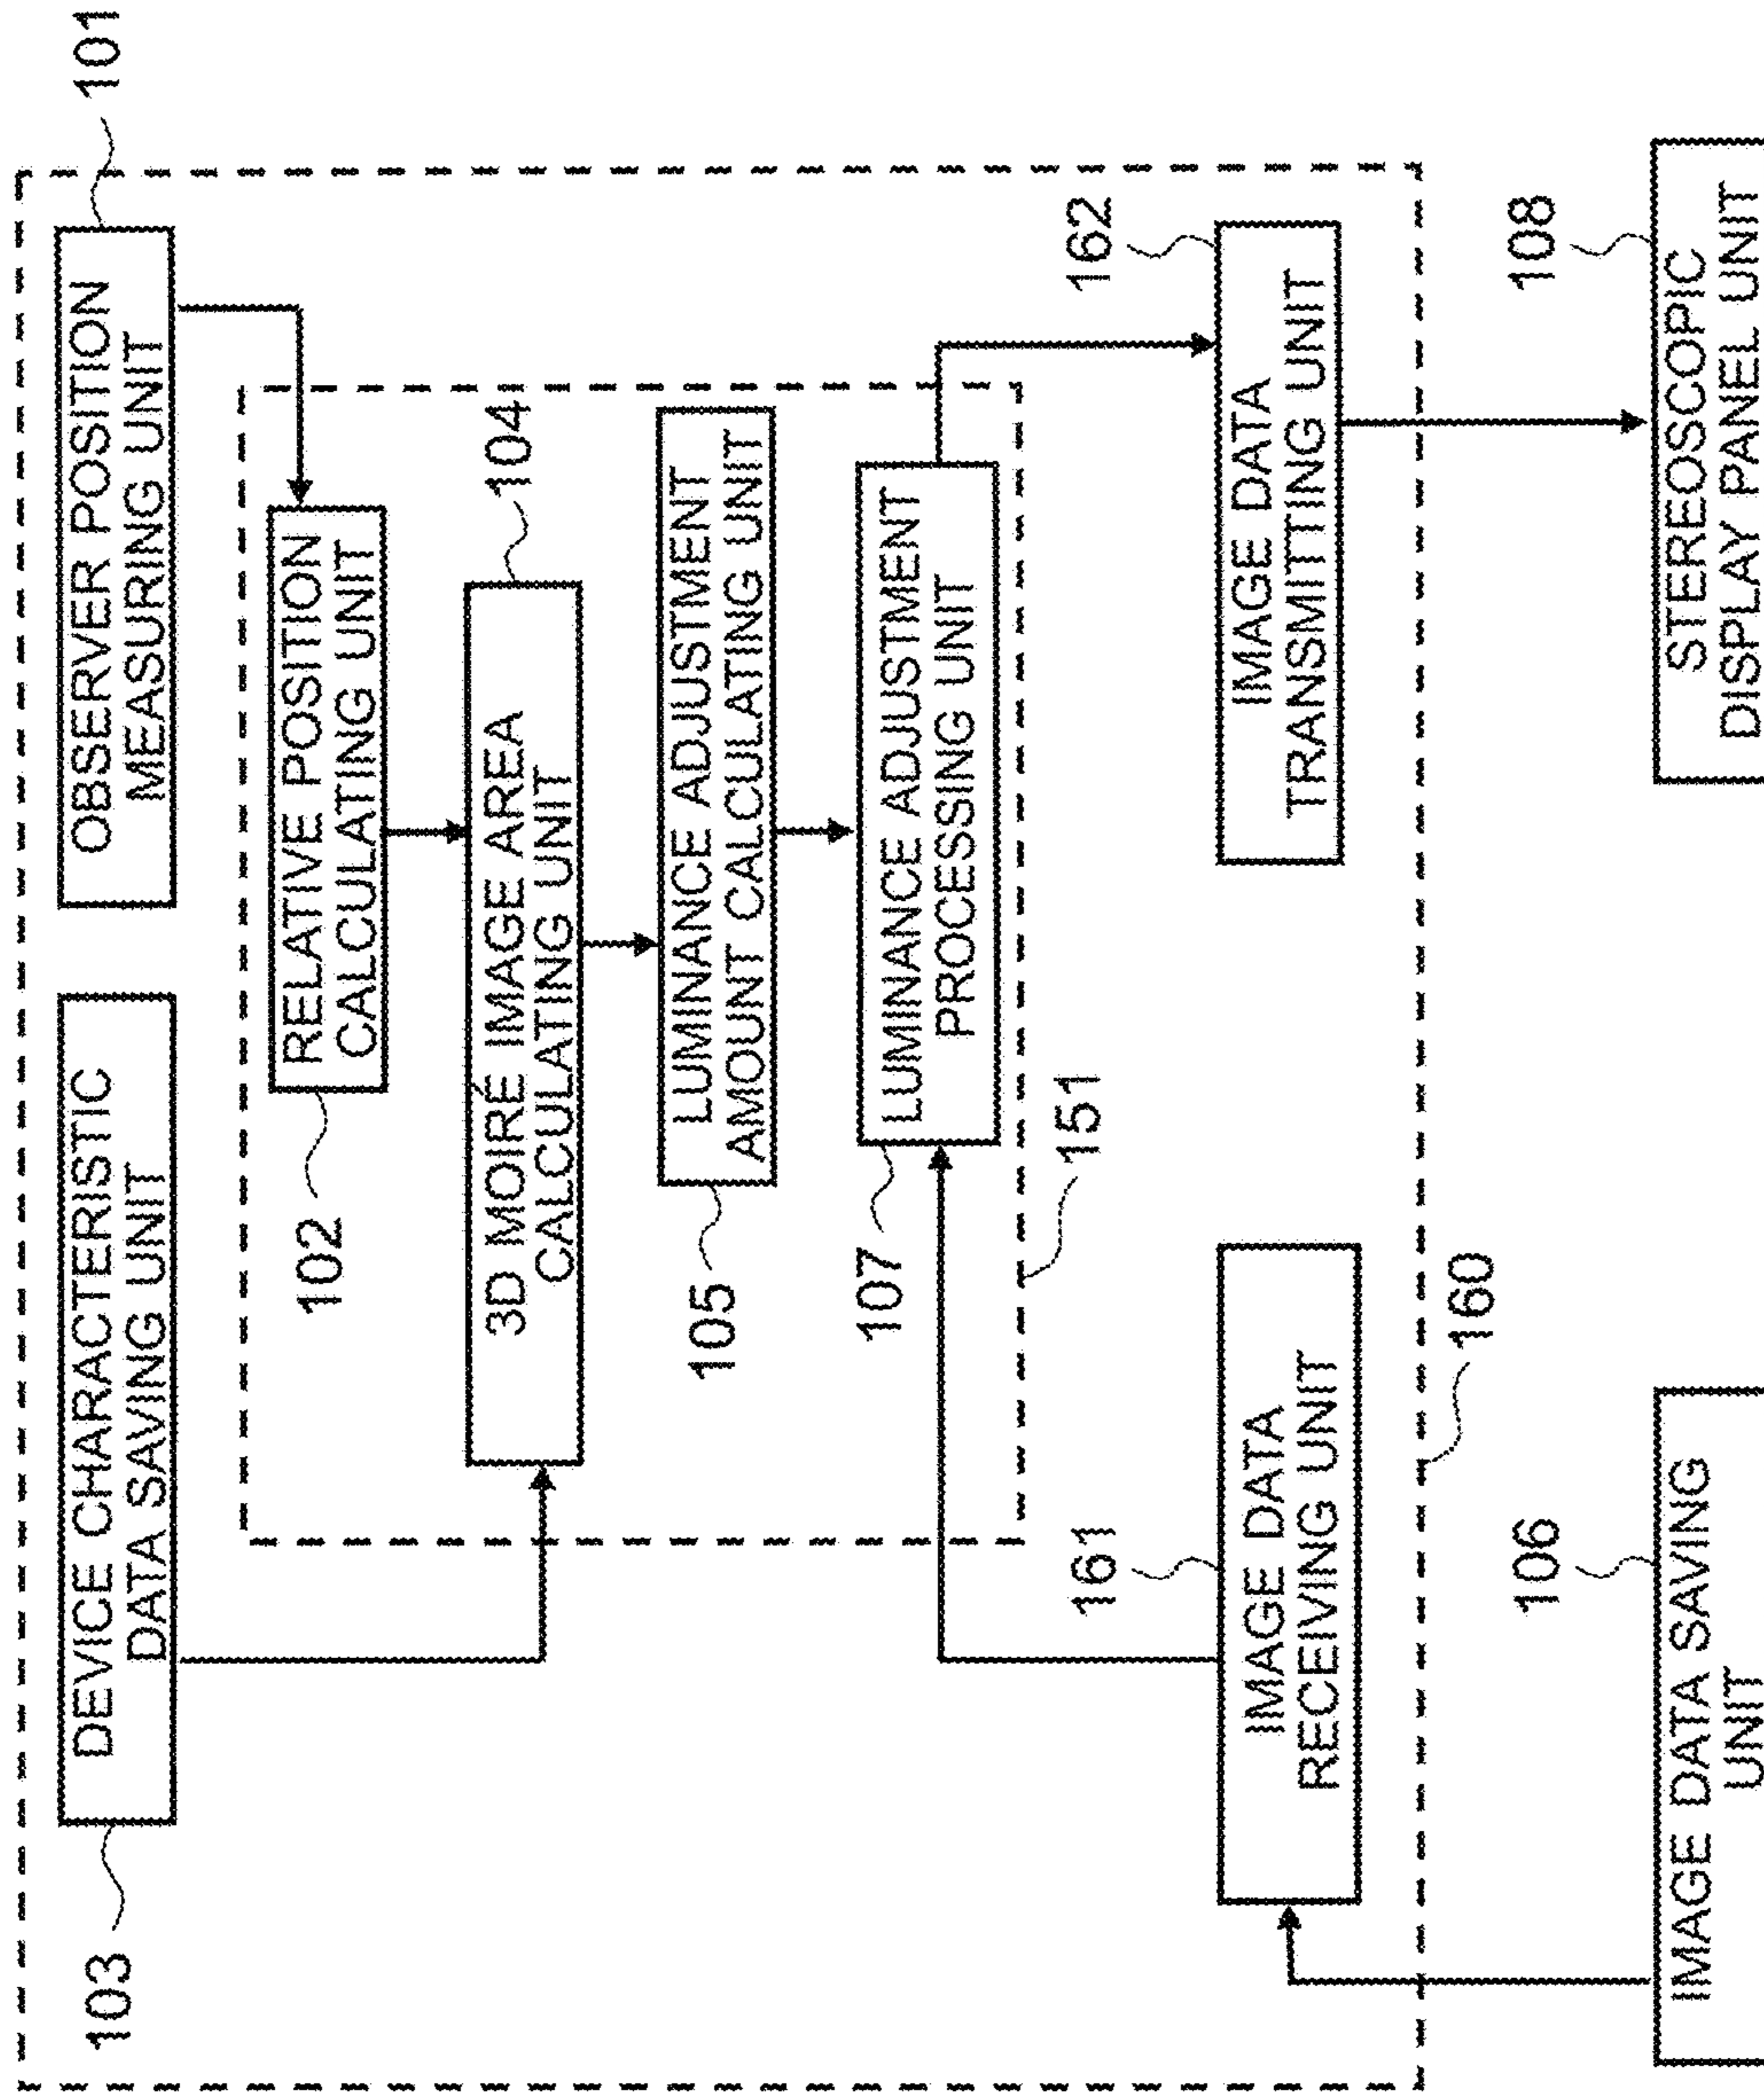 DEVICE CHARACTERISTIC
DATA SAVING UNIT
103
OBSERVER POSITION
MEASURING UNIT
101
RELATIVE POSITION
CALCULATING UNIT
102
3D MOIRÉ IMAGE AREA
CALCULATING UNIT
104
LUMINANCE ADJUSTMENT
AMOUNT CALCULATING UNIT
105
LUMINANCE ADJUSTMENT
PROCESSING UNIT
107
151
161
IMAGE DATA
RECEIVING UNIT
162
IMAGE DATA
TRANSMITTING UNIT
160
106
IMAGE DATA SAVING
UNIT
108
STEREOSCOPIC
DISPLAY PANEL UNIT